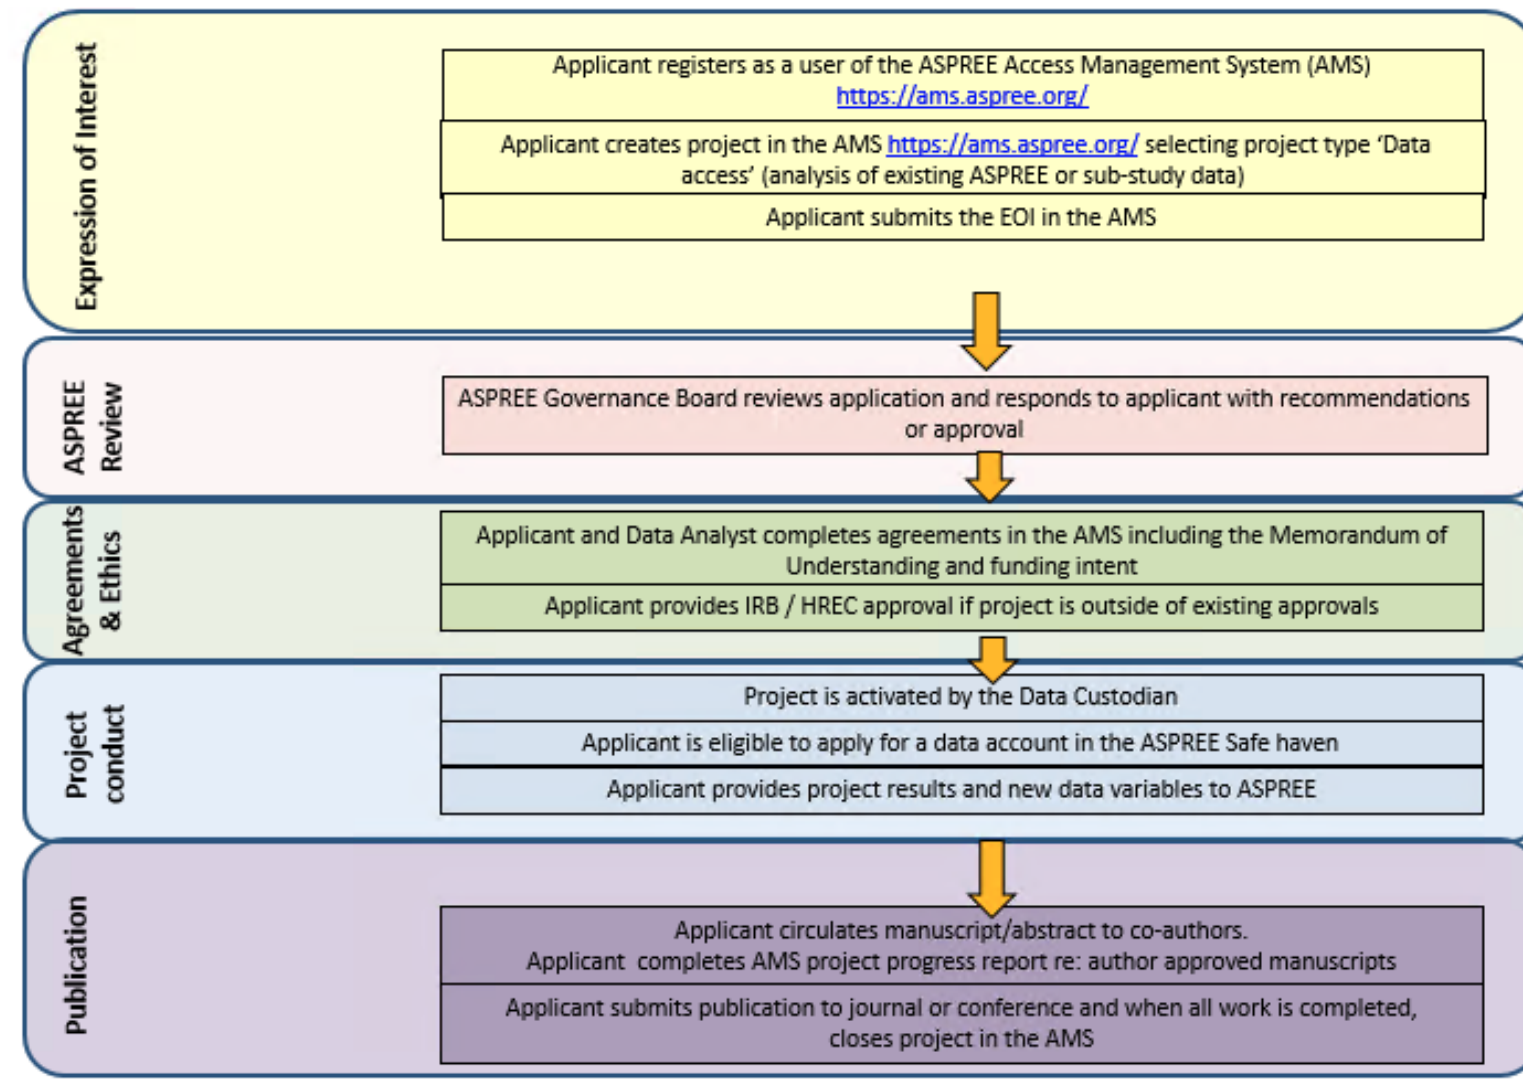 Expression of Interest
Applicant registers as a user of the ASPREE Access Management System (AMS)
https://ams.aspree.org/
Applicant creates project in the AMS https://ams.aspree.org/ selecting project type ‘Data
access’ (analysis of existing ASPREE or sub-study data)
Applicant submits the EOI in the AMS
ASPREE
Review
ASPREE Governance Board reviews application and responds to applicant with recommendations
or approval
Agreements
& Ethics
Applicant and Data Analyst completes agreements in the AMS including the Memorandum of
Understanding and funding intent
Applicant provides IRB / HREC approval if project is outside of existing approvals
Project
conduct
Project is activated by the Data Custodian
Applicant is eligible to apply for a data account in the ASPREE Safe haven
Applicant provides project results and new data variables to ASPREE
Publication
Applicant circulates manuscript/abstract to co-authors.
Applicant  completes AMS project progress report re: author approved manuscripts
Applicant submits publication to journal or conference and when all work is completed,
closes project in the AMS